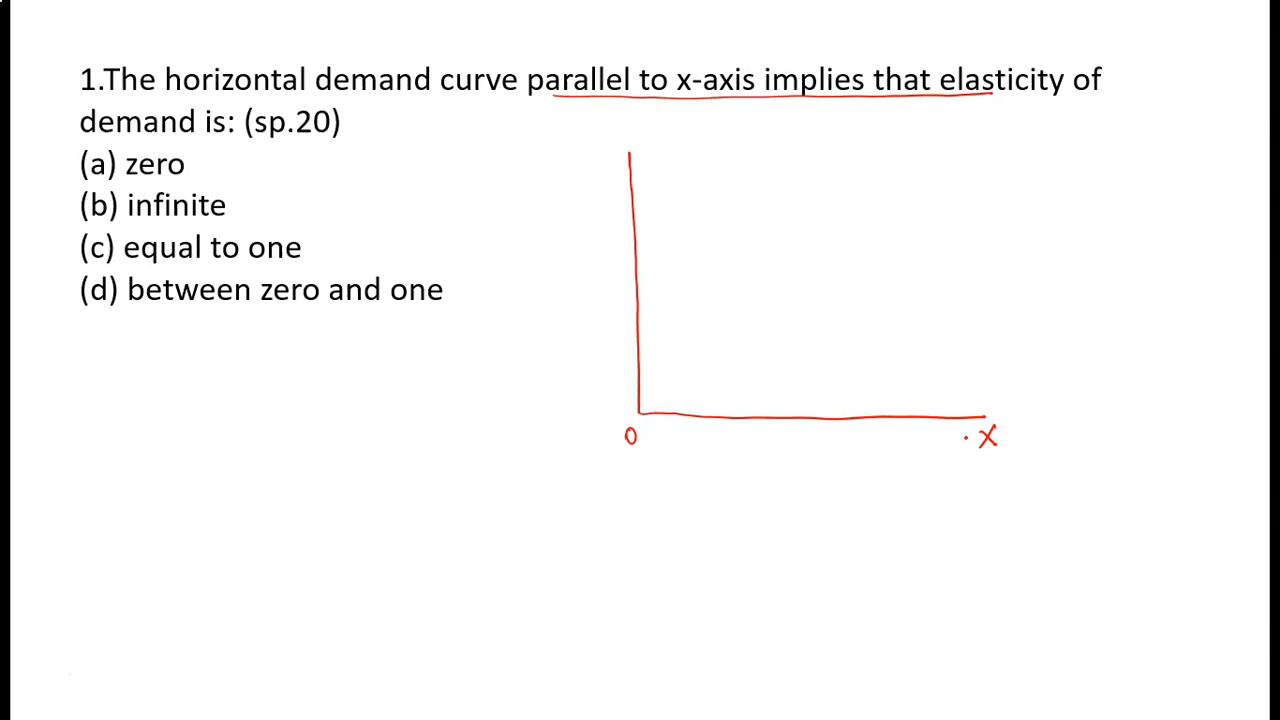 1.The horizontal demand curve parallel to x-axis implies that elasticity of
demand is: (sp.20)
(a) zero
(b) infinite
(c) equal to one
(d) between zero and one
0
X